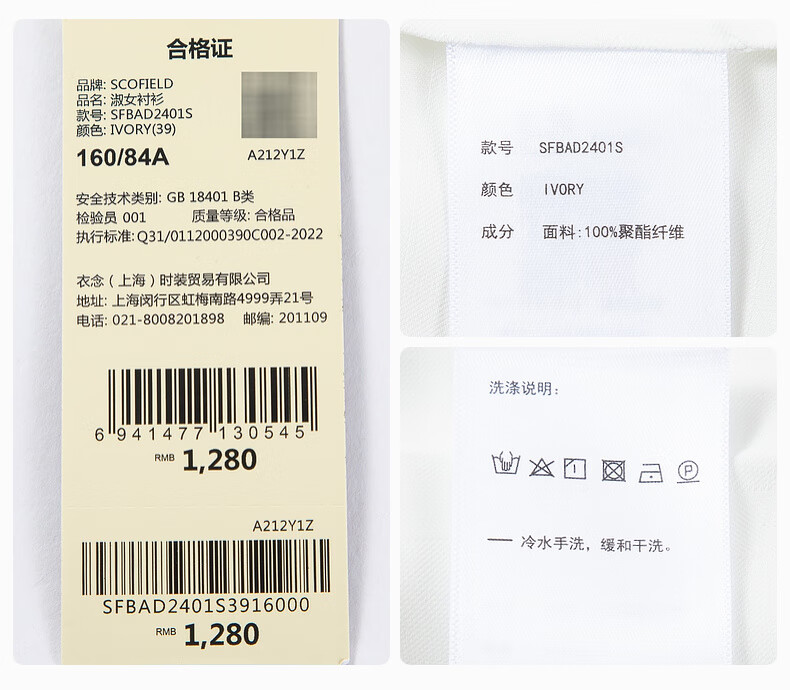 合格证
品牌: SCOFIELD
品名: 淑女衬衫
款号: SFBAD2401S
颜色: IVORY(39)
160/84A
A212Y1Z
安全技术类别: GB 18401 B类
检验员 001 质量等级: 合格品
执行标准:Q31/0112000390C002-2022
衣念（上海）时装贸易有限公司
地址: 上海闵行区虹梅南路4999弄21号
电话: 021-8008201898 邮编: 201109
6 941477 130545
RMB 1,280
A212Y1Z
SFBAD2401S3916000
RMB 1,280
款号 SFBAD2401S
颜色 IVORY
成分 面料:100%聚酯纤维
洗涤说明:
P
— 冷水手洗，缓和干洗。